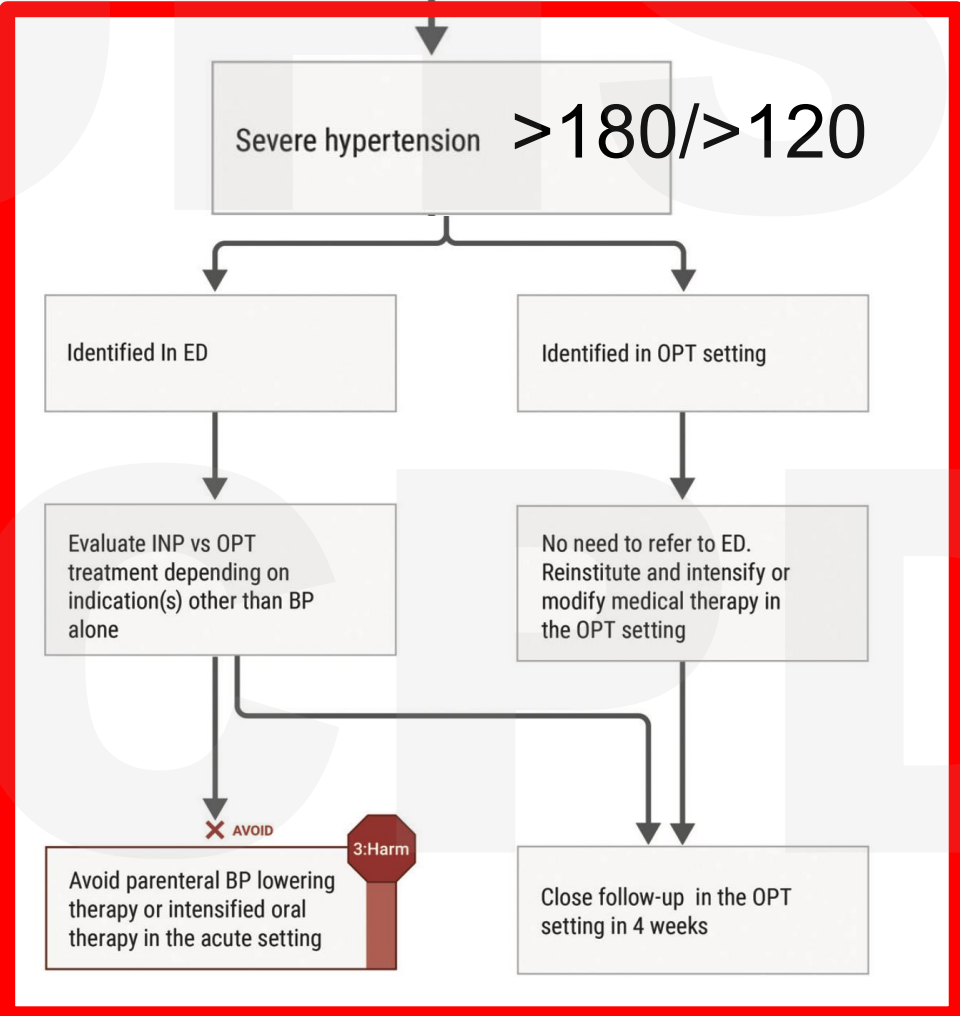 Severe hypertension >180/>120
Identified In ED
Identified in OPT setting
Evaluate INP vs OPT
treatment depending on
indication(s) other than BP
alone
No need to refer to ED.
Reinstitute and intensify or
modify medical therapy in
the OPT setting
AVOID
3:Harm
Avoid parenteral BP lowering
therapy or intensified oral
therapy in the acute setting
Close follow-up in the OPT
setting in 4 weeks